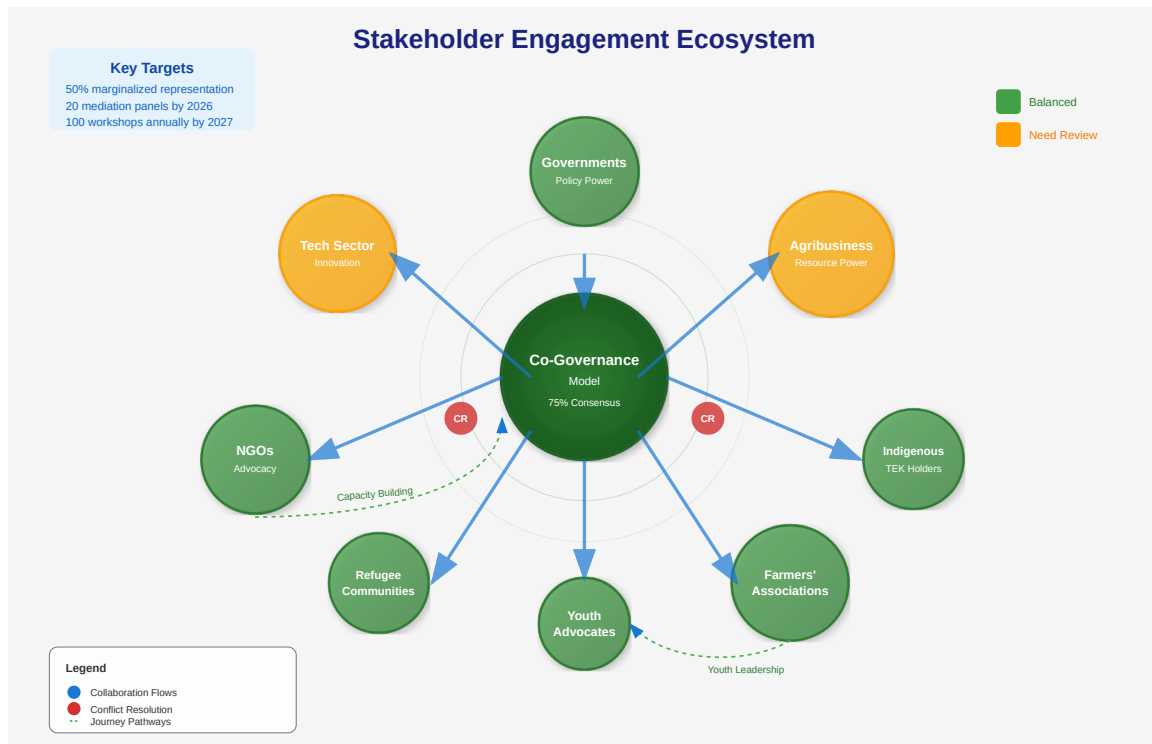 Stakeholder Engagement Ecosystem
Key Targets
50% marginalized representation
20 mediation panels by 2026
100 workshops annually by 2027
Balanced
Need Review
Governments
Policy Power
Tech Sector
Innovation
Agribusiness
Resource Power
Co-Governance
Model
75% Consensus
CR
CR
NGOs
Advocacy
Indigenous
TEK Holders
Capacity Building
Refugee
Communities
Farmers'
Associations
Youth
Advocates
Youth Leadership
Legend
Collaboration Flows
Conflict Resolution
Journey Pathways